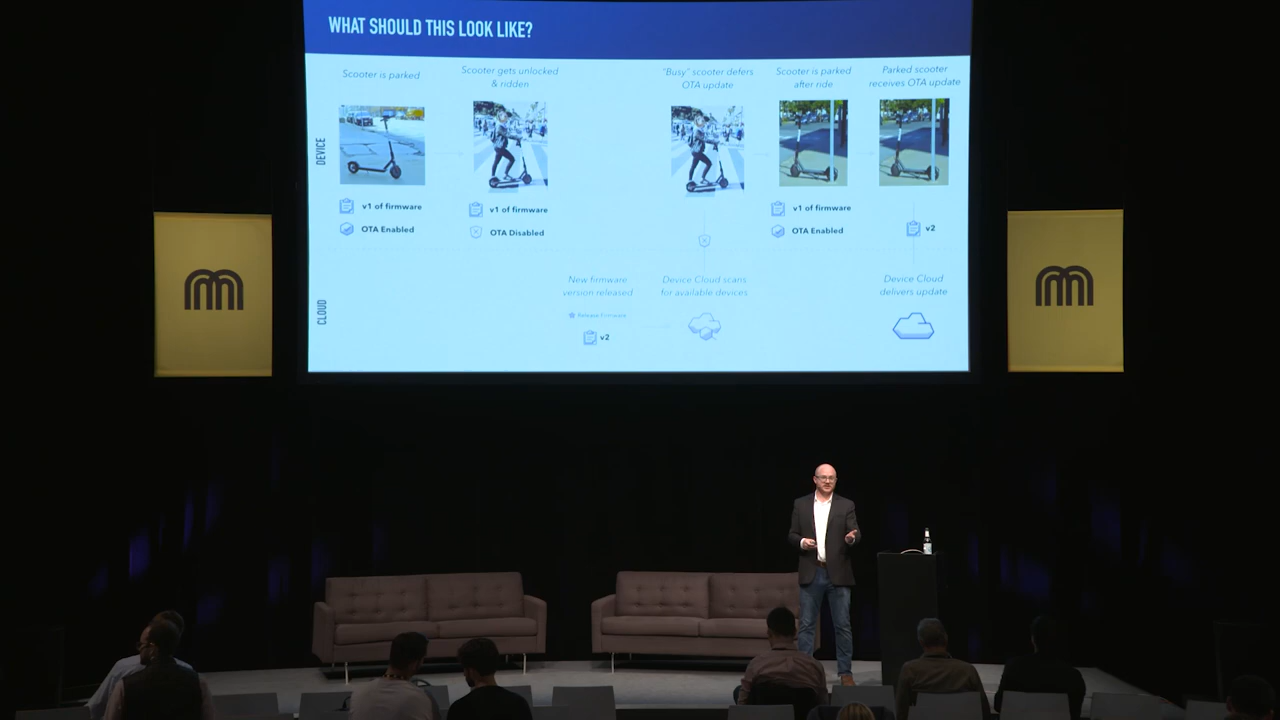 WHAT SHOULD THIS LOOK LIKE?
Scooter is parked
Scooter gets unlocked
& ridden
"Busy" scooter defers
OTA update
Scooter is parked
after ride
Parked scooter
receives OTA update
DEVICE
v1 of firmware
OTA Enabled
v1 of firmware
OTA Disabled
v1 of firmware
OTA Enabled
v2
CLOUD
New firmware
version released
Release Firmware
v2
Device Cloud scans
for available devices
Device Cloud
delivers update